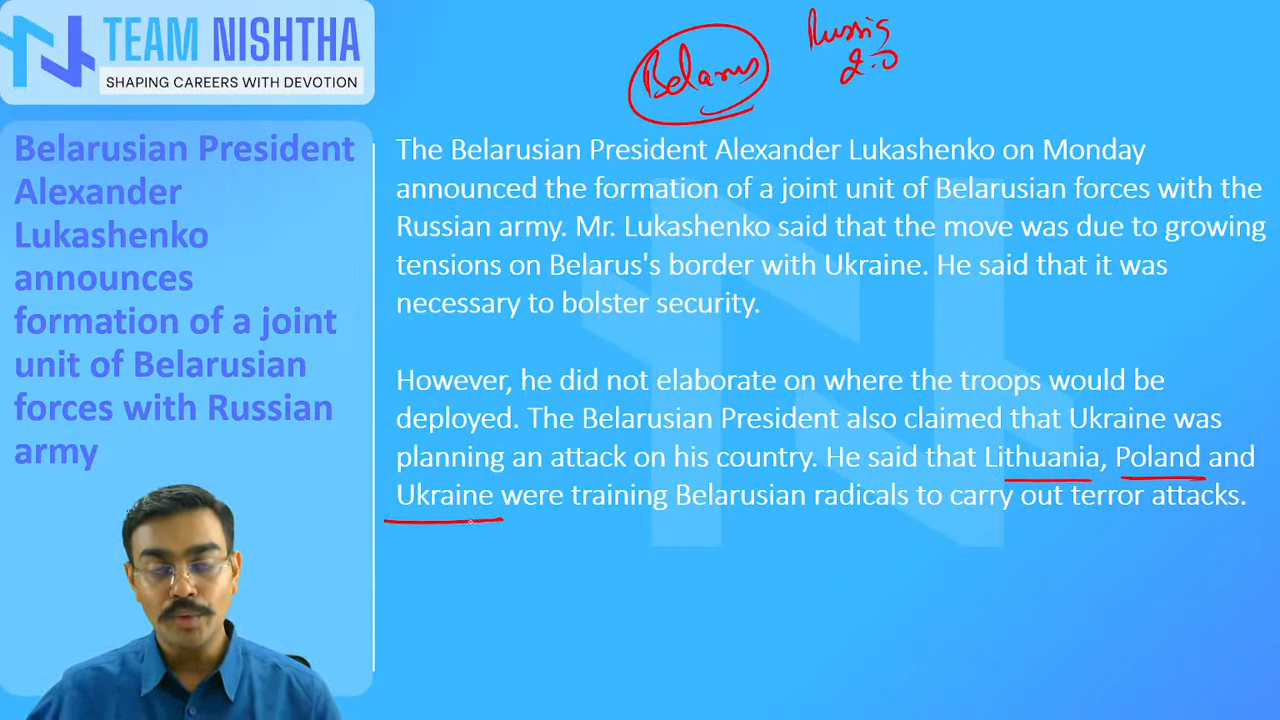 TEAM NISHTHA
SHAPING CAREERS WITH DEVOTION
Belarus
Russia
2.0
Belarusian President
Alexander
Lukashenko
announces
formation of a joint
unit of Belarusian
forces with Russian
army
The Belarusian President Alexander Lukashenko on Monday
announced the formation of a joint unit of Belarusian forces with the
Russian army. Mr. Lukashenko said that the move was due to growing
tensions on Belarus's border with Ukraine. He said that it was
necessary to bolster security.
However, he did not elaborate on where the troops would be
deployed. The Belarusian President also claimed that Ukraine was
planning an attack on his country. He said that Lithuania, Poland and
Ukraine were training Belarusian radicals to carry out terror attacks.